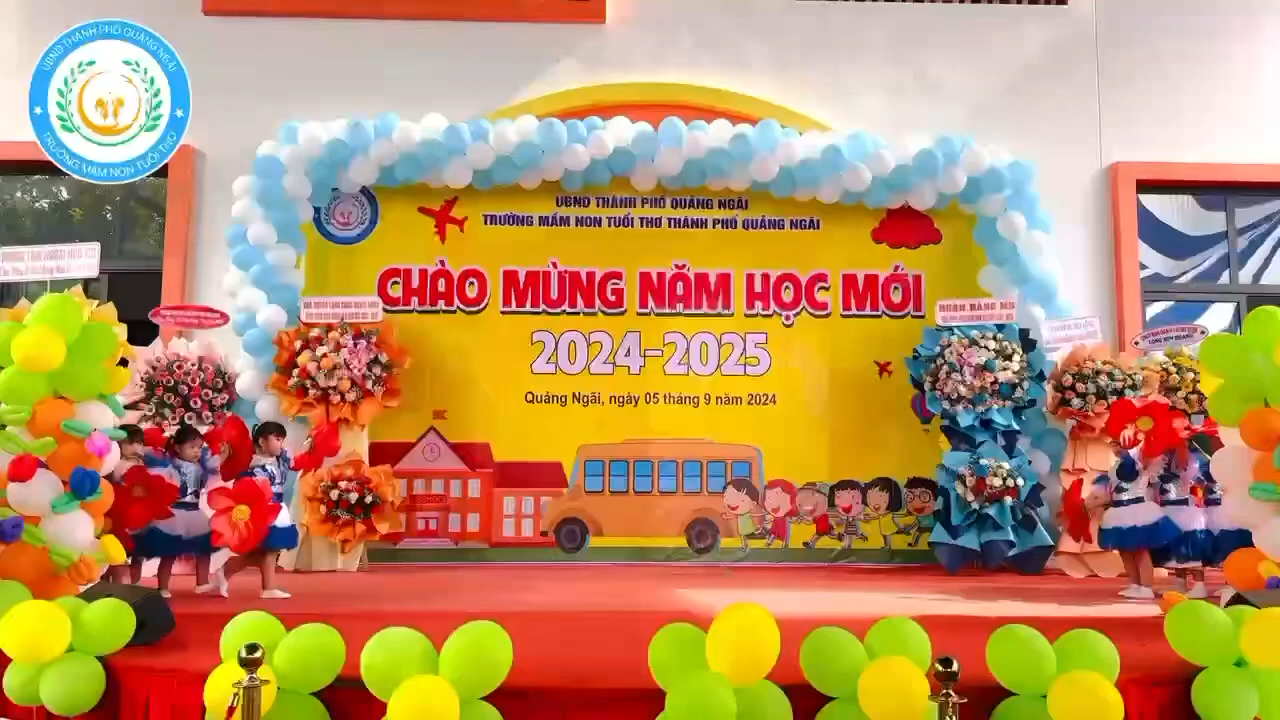 UBND THÀNH PHỐ QUẢNG NGÃI
TRƯỜNG MẦM NON TUỔI THƠ
UBND THÀNH PHỐ QUẢNG NGÃI
TRƯỜNG MẦM NON TUỔI THƠ THÀNH PHỐ QUẢNG NGÃI
CHÀO MỪNG NĂM HỌC MỚI
2024-2025
Quảng Ngãi, ngày 05 tháng 9 năm 2024
SCHOOL